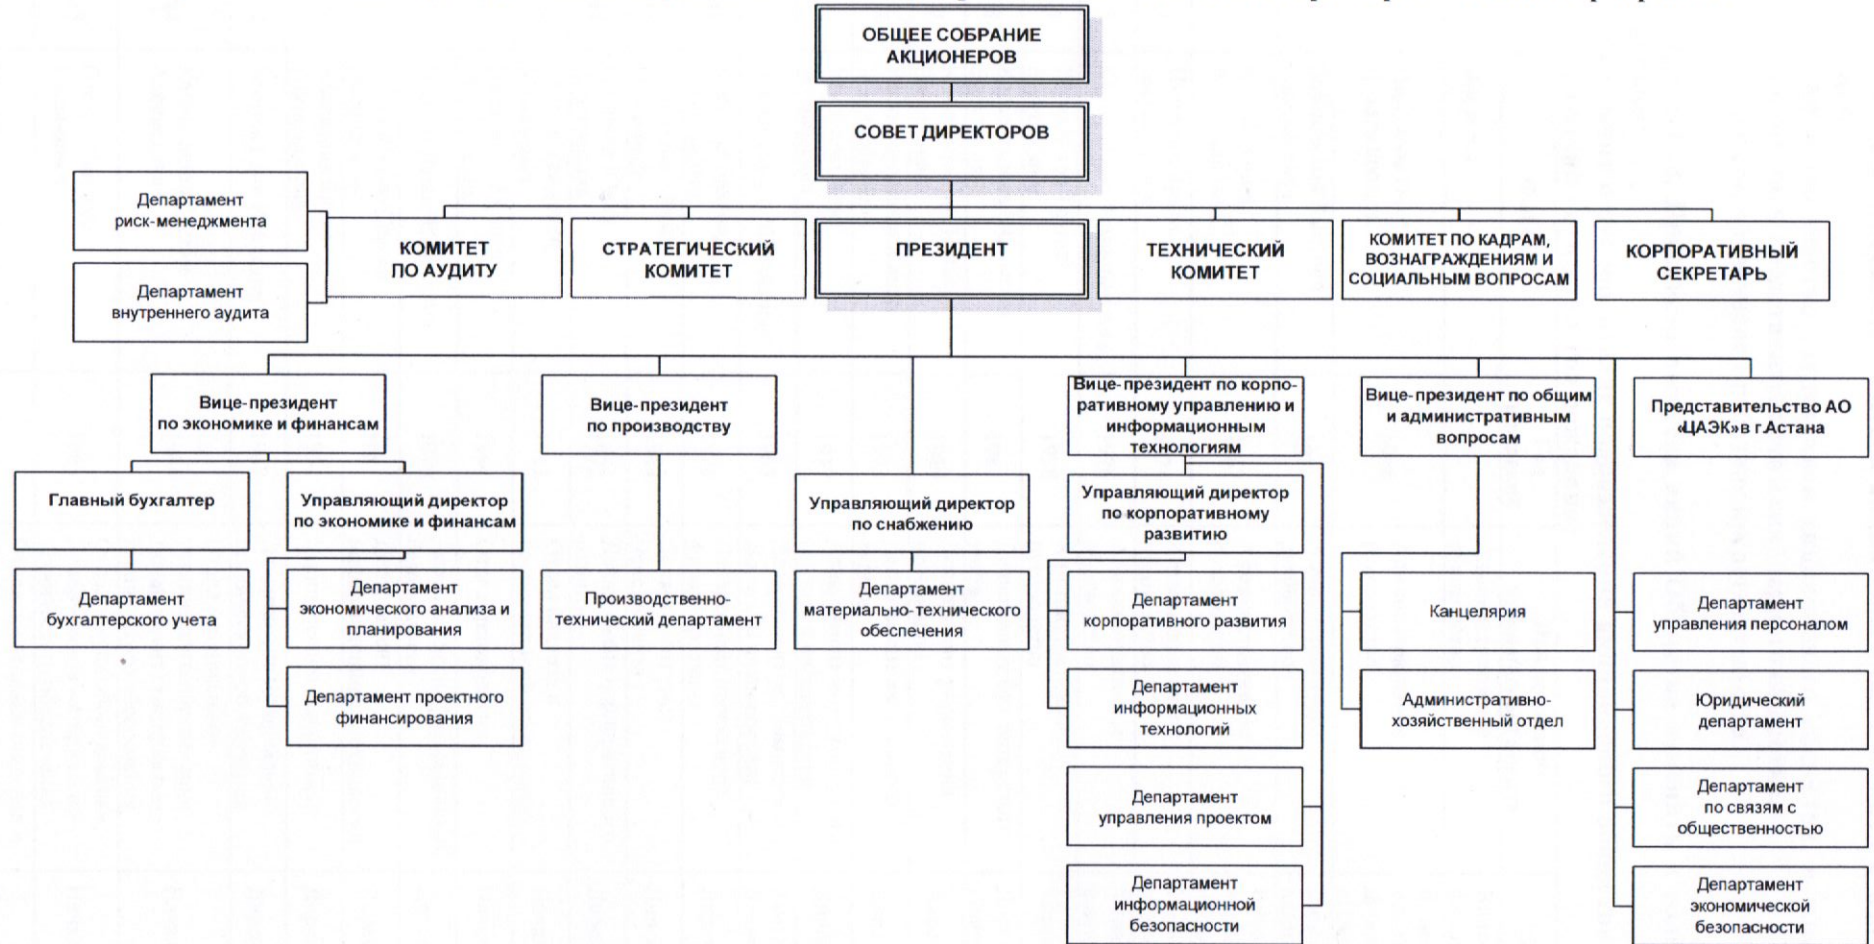 ОБЩЕЕ СОБРАНИЕ
АКЦИОНЕРОВ
СОВЕТ ДИРЕКТОРОВ
Департамент
риск-менеджмента
Департамент
внутреннего аудита
КОМИТЕТ
ПО АУДИТУ
СТРАТЕГИЧЕСКИЙ
КОМИТЕТ
ПРЕЗИДЕНТ
ТЕХНИЧЕСКИЙ
КОМИТЕТ
КОМИТЕТ ПО КАДРАМ,
ВОЗНАГРАЖДЕНИЯМ И
СОЦИАЛЬНЫМ ВОПРОСАМ
КОРПОРАТИВНЫЙ
СЕКРЕТАРЬ
Вице-президент
по экономике и финансам
Вице-президент
по производству
Вице-президент по корпо-
ративному управлению и
информационным
технологиям
Вице-президент по общим
и административным
вопросам
Представительство АО
«ЦАЭК»в г.Астана
Главный бухгалтер
Управляющий директор
по экономике и финансам
Управляющий директор
по снабжению
Управляющий директор
по корпоративному
развитию
Департамент
бухгалтерского учета
Департамент
экономического анализа и
планирования
Производственно-
технический департамент
Департамент
материально-технического
обеспечения
Департамент
корпоративного развития
Канцелярия
Департамент
управления персоналом
Департамент проектного
финансирования
Департамент
информационных
технологий
Административно-
хозяйственный отдел
Юридический
департамент
Департамент
управления проектом
Департамент
по связям с
общественностью
Департамент
информационной
безопасности
Департамент
экономической
безопасности